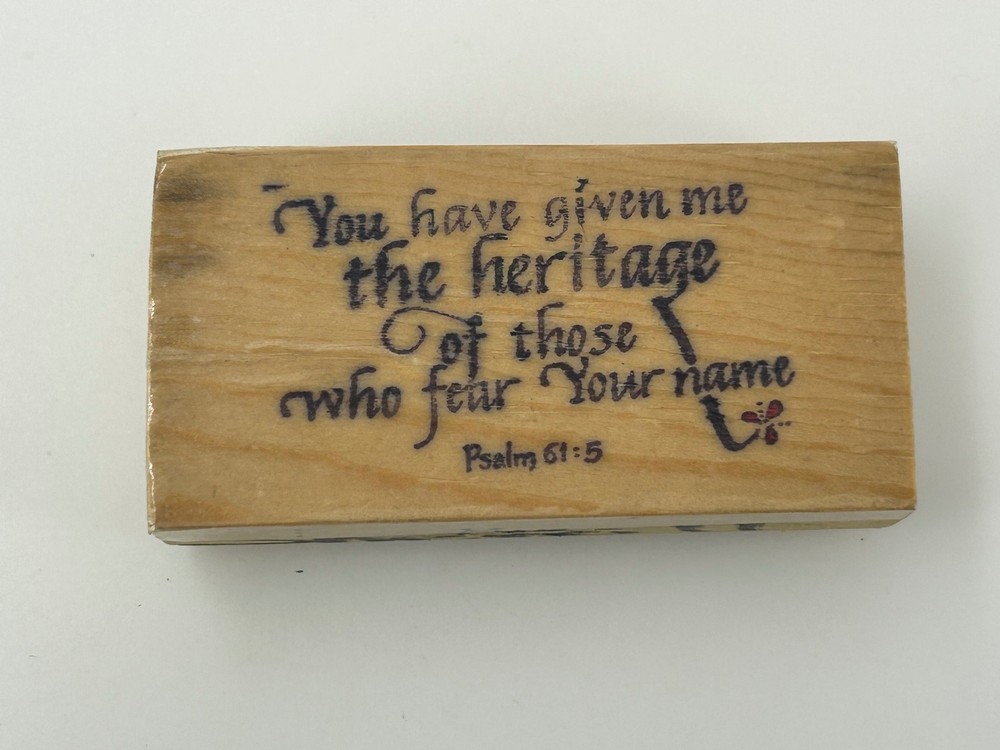 You have given me
the heritage
of those
who fear Your name
Psalm 61:5